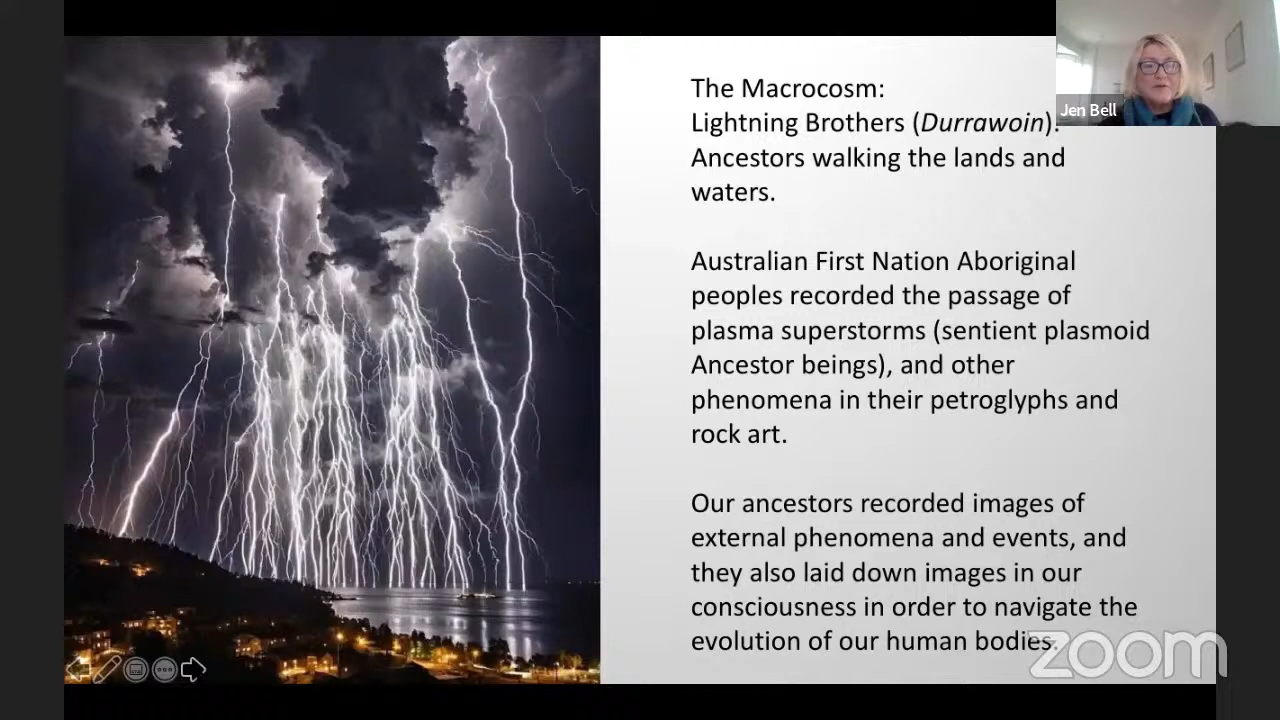 The Macrocosm:
Lightning Brothers (Durrawoin).
Ancestors walking the lands and
waters.
Australian First Nation Aboriginal
peoples recorded the passage of
plasma superstorms (sentient plasmoid
Ancestor beings), and other
phenomena in their petroglyphs and
rock art.
Our ancestors recorded images of
external phenomena and events, and
they also laid down images in our
consciousness in order to navigate the
evolution of our human bodies.
Jen Bell
zoom